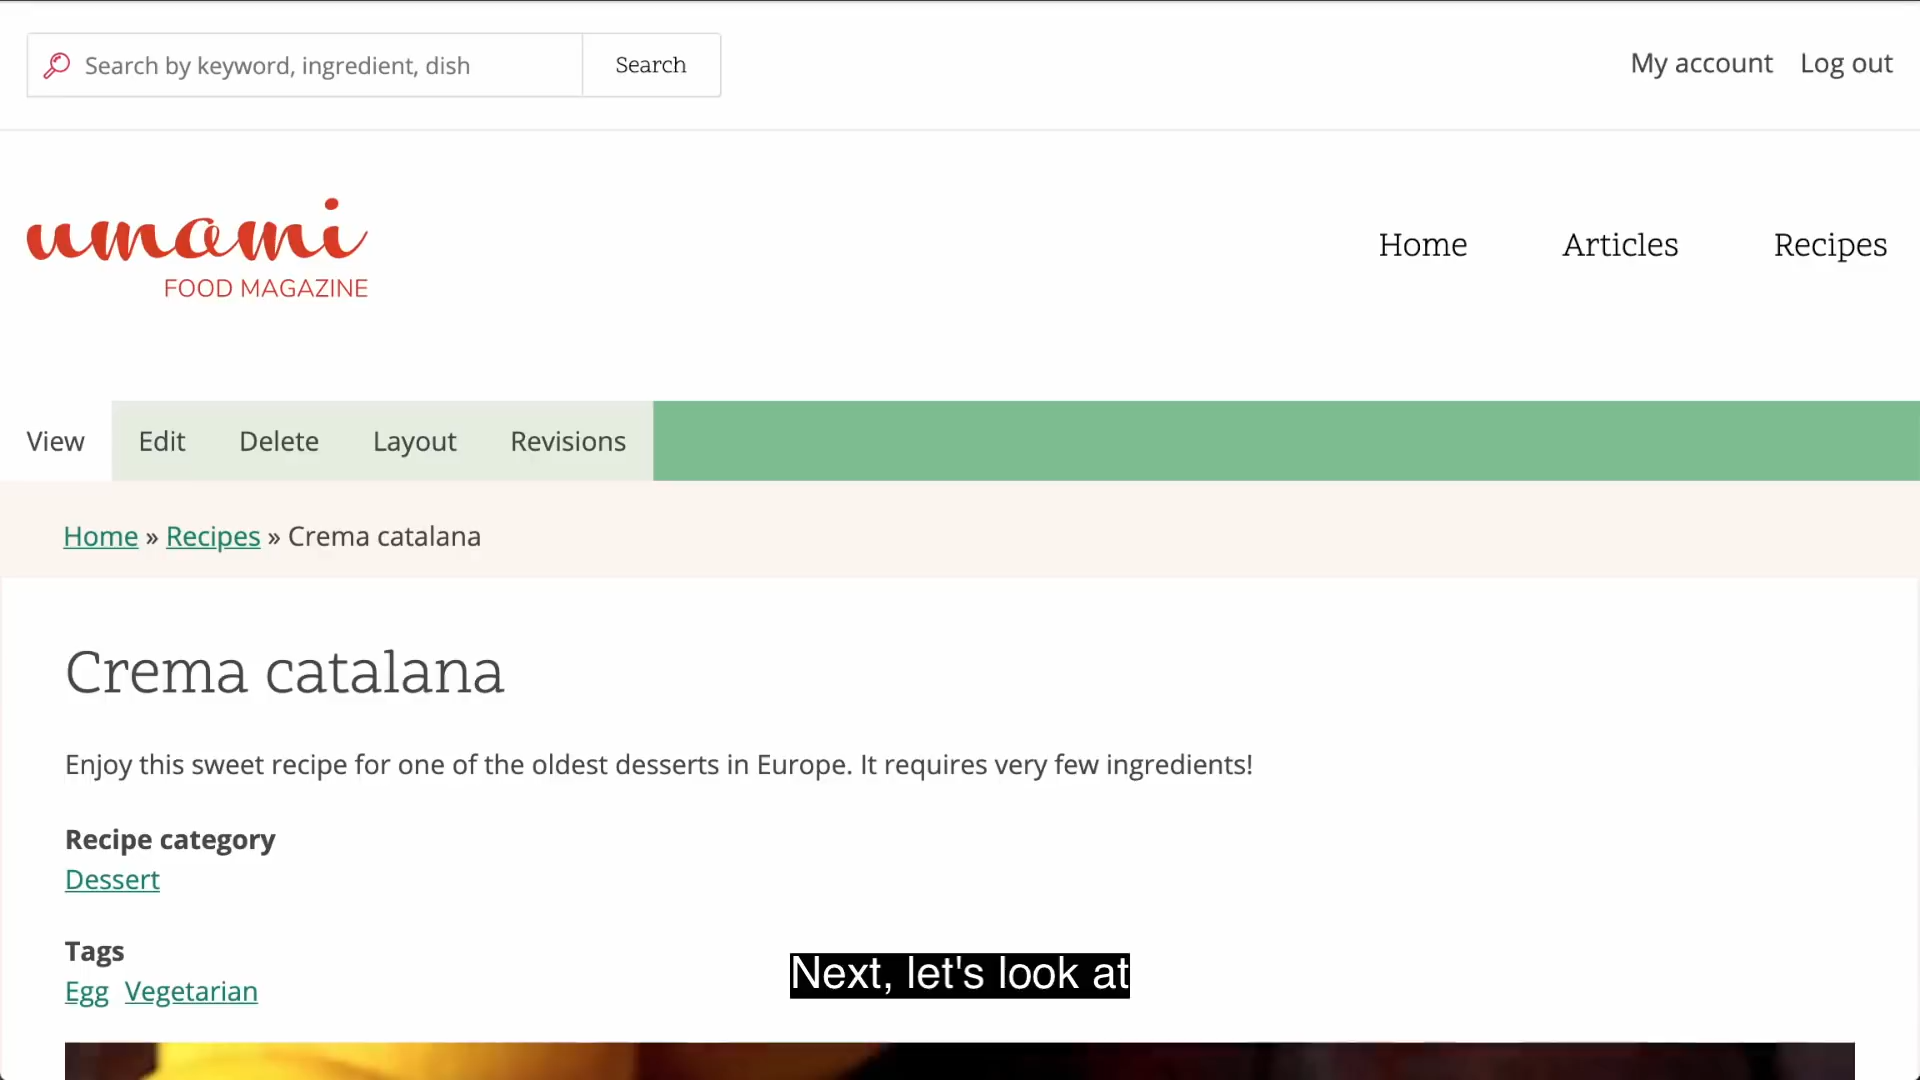 Search by keyword, ingredient, dish
Search
My account Log out
umami
FOOD MAGAZINE
Home Articles Recipes
View Edit Delete Layout Revisions
Home » Recipes » Crema catalana
Crema catalana
Enjoy this sweet recipe for one of the oldest desserts in Europe. It requires very few ingredients!
Recipe category
Dessert
Tags
Egg Vegetarian
Next, let's look at